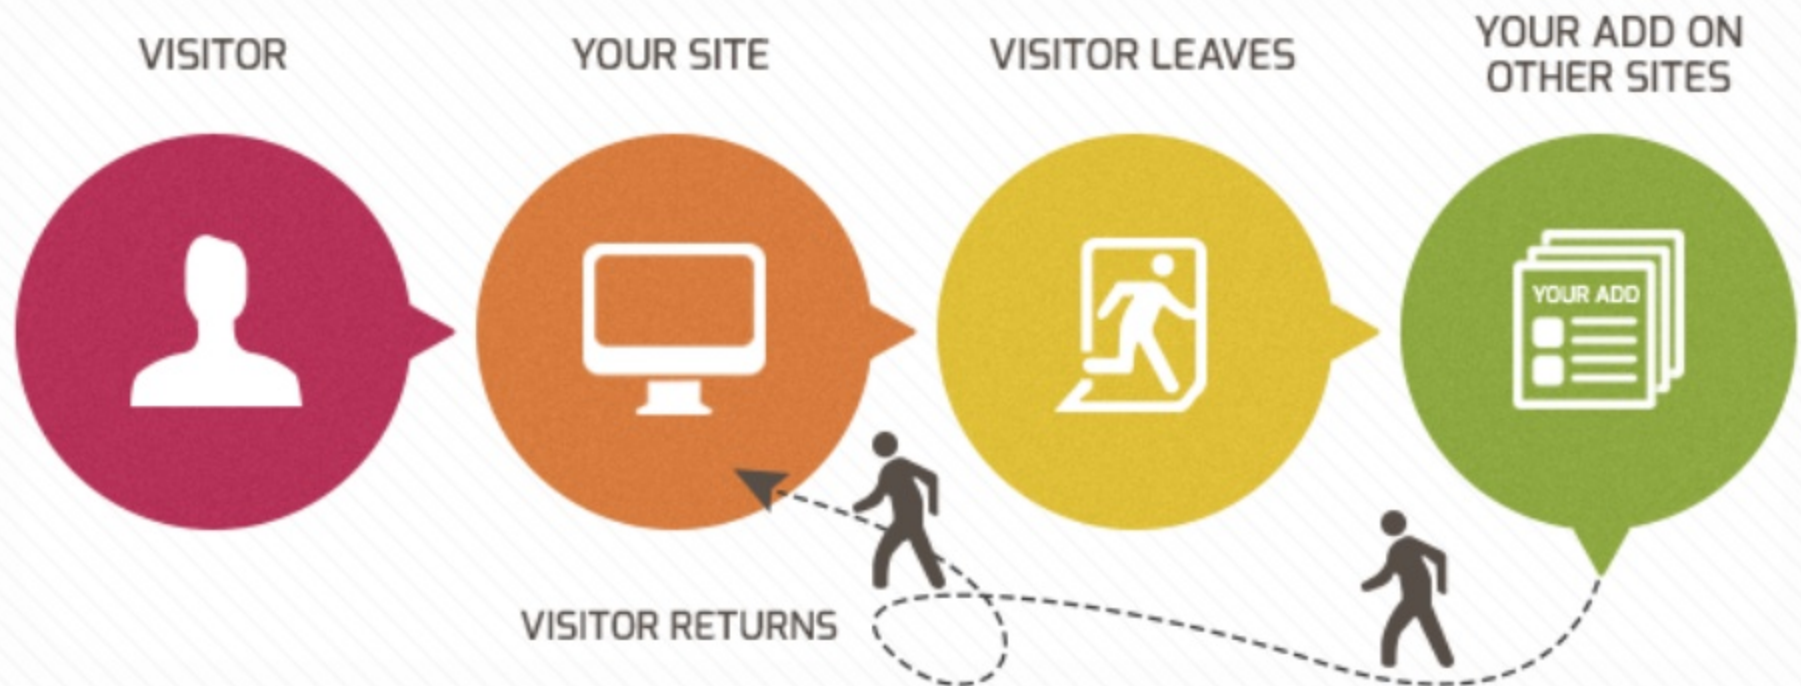 VISITOR
YOUR SITE
VISITOR LEAVES
YOUR ADD ON
OTHER SITES
YOUR ADD
VISITOR RETURNS